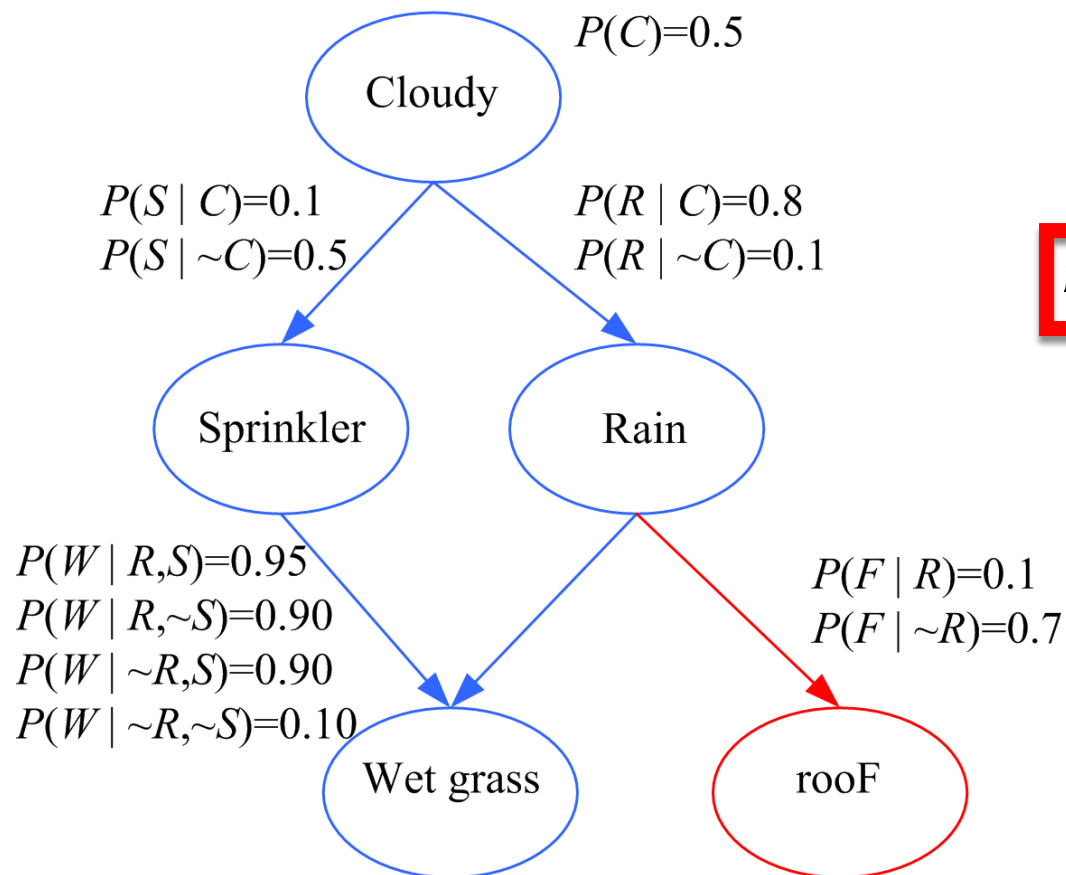 P(C)=0.5
Cloudy
P(S | C)=0.1
P(S | ~C)=0.5
P(R | C)=0.8
P(R | ~C)=0.1
Sprinkler
Rain
P(W | R,S)=0.95
P(W | R,~S)=0.90
P(W | ~R,S)=0.90
P(W | ~R,~S)=0.10
P(F | R)=0.1
P(F | ~R)=0.7
Wet grass
rooF